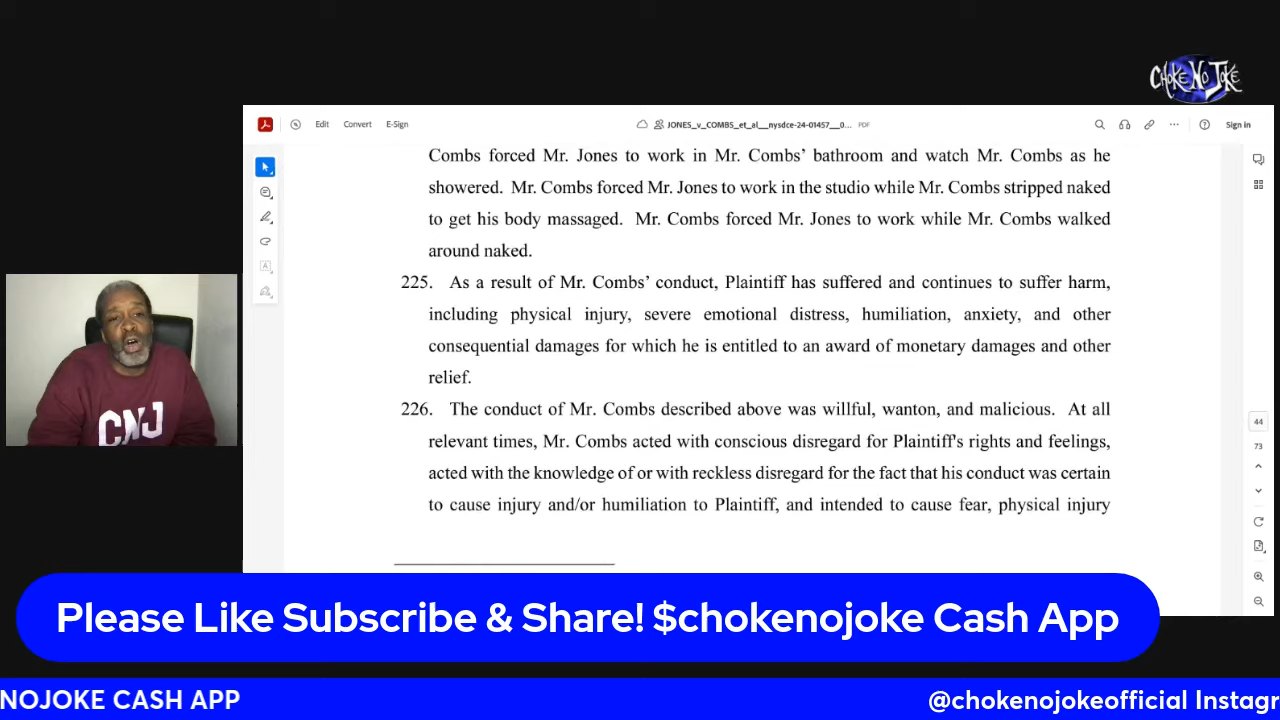 CHOKE NO JOKE
Edit Convert E-Sign JONES_v_COMBS_et_al__nysdce-24-01457__0... PDF Sign in
Combs forced Mr. Jones to work in Mr. Combs’ bathroom and watch Mr. Combs as he
showered. Mr. Combs forced Mr. Jones to work in the studio while Mr. Combs stripped naked
to get his body massaged. Mr. Combs forced Mr. Jones to work while Mr. Combs walked
around naked.
225. As a result of Mr. Combs’ conduct, Plaintiff has suffered and continues to suffer harm,
including physical injury, severe emotional distress, humiliation, anxiety, and other
consequential damages for which he is entitled to an award of monetary damages and other
relief.
226. The conduct of Mr. Combs described above was willful, wanton, and malicious. At all
relevant times, Mr. Combs acted with conscious disregard for Plaintiff's rights and feelings,
acted with the knowledge of or with reckless disregard for the fact that his conduct was certain
to cause injury and/or humiliation to Plaintiff, and intended to cause fear, physical injury
44
73
CNJ
Please Like Subscribe & Share! $chokenojoke Cash App
NOJOKE CASH APP
@chokenojokeofficial Instagr